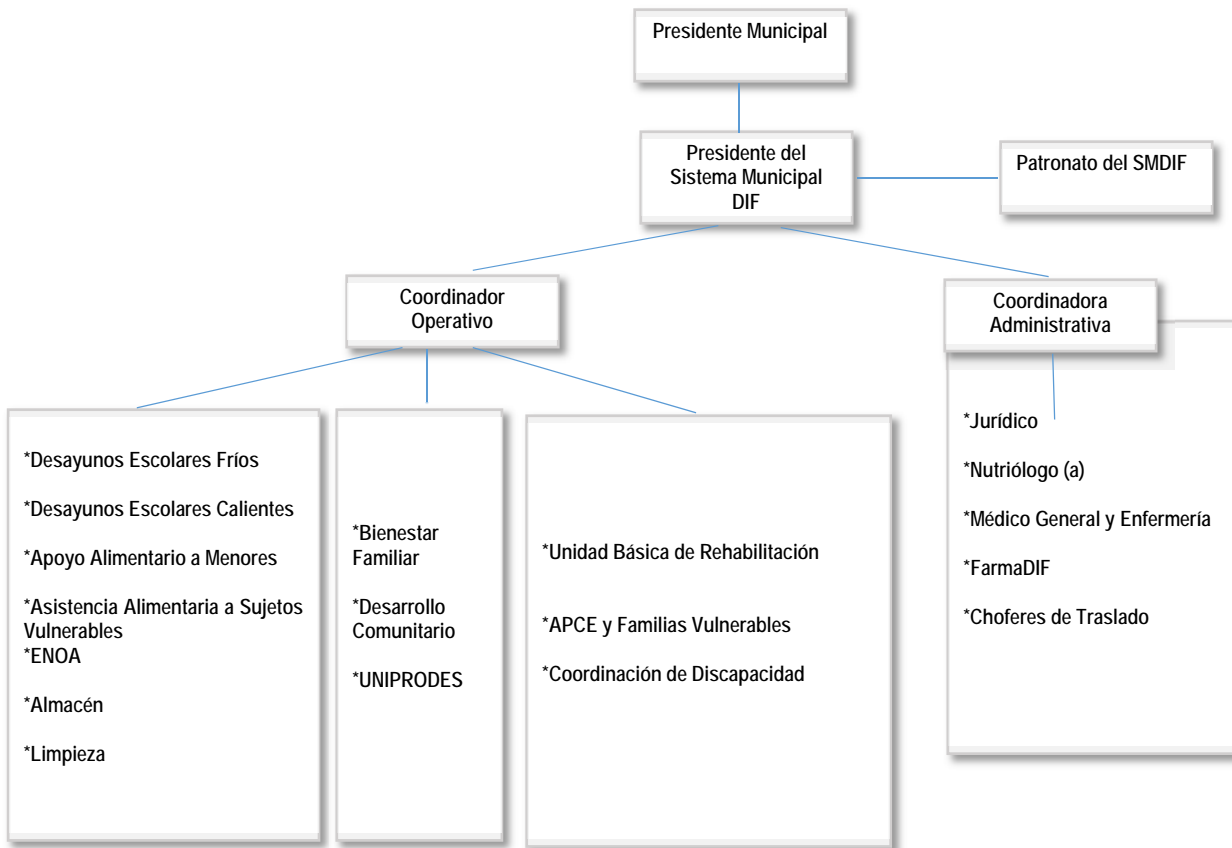 Presidente Municipal
Presidente del
Sistema Municipal
DIF
Patronato del SMDIF
Coordinador
Operativo
Coordinadora
Administrativa
*Desayunos Escolares Fríos
*Desayunos Escolares Calientes
*Apoyo Alimentario a Menores
*Asistencia Alimentaria a Sujetos
Vulnerables
*ENOA
*Almacén
*Limpieza
*Bienestar
Familiar
*Desarrollo
Comunitario
*UNIPRODES
*Unidad Básica de Rehabilitación
*APCE y Familias Vulnerables
*Coordinación de Discapacidad
*Jurídico
*Nutriólogo (a)
*Médico General y Enfermería
*FarmaDIF
*Choferes de Traslado